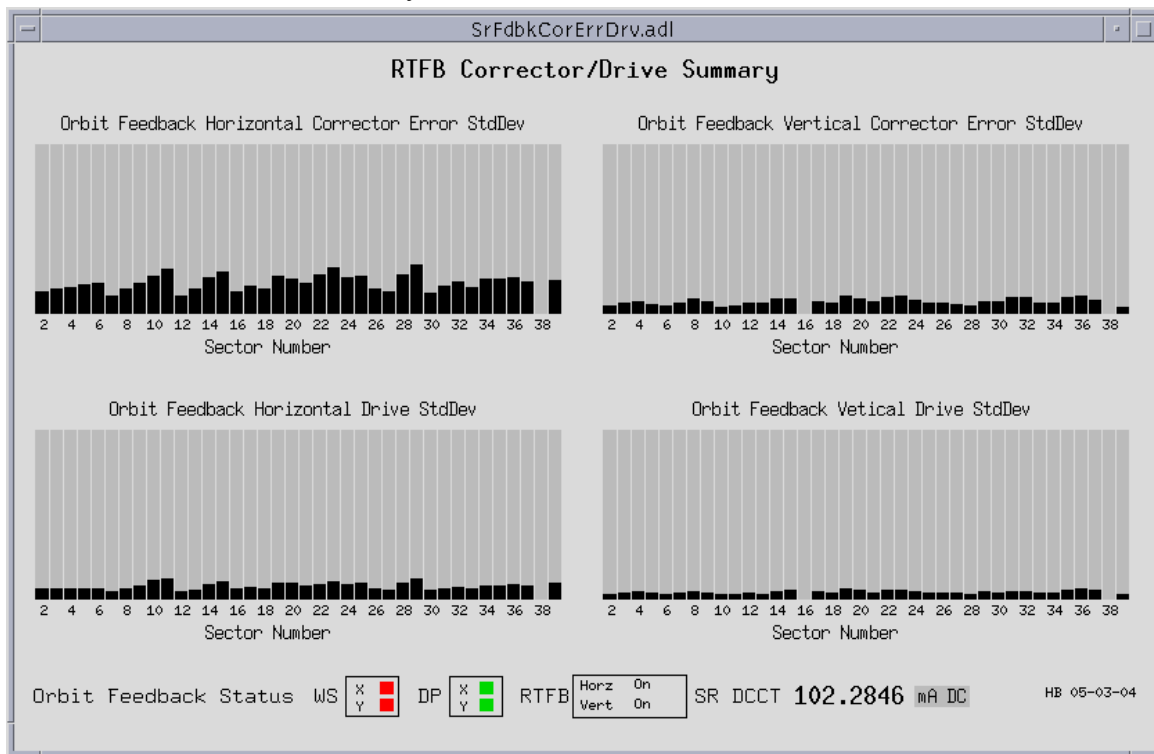 SrFdbkCorErrDrv.adl
RTFB Corrector/Drive Summary
Orbit Feedback Horizontal Corrector Error StdDev
2 4 6 8 10 12 14 16 18 20 22 24 26 28 30 32 34 36 38
Sector Number
Orbit Feedback Vertical Corrector Error StdDev
2 4 6 8 10 12 14 16 18 20 22 24 26 28 30 32 34 36 38
Sector Number
Orbit Feedback Horizontal Drive StdDev
2 4 6 8 10 12 14 16 18 20 22 24 26 28 30 32 34 36 38
Sector Number
Orbit Feedback Vetical Drive StdDev
2 4 6 8 10 12 14 16 18 20 22 24 26 28 30 32 34 36 38
Sector Number
Orbit Feedback Status WS
X
Y
DP
X
Y
RTFB
Horz On
Vert On
SR DCCT 102.2846 mA DC
HB 05-03-04